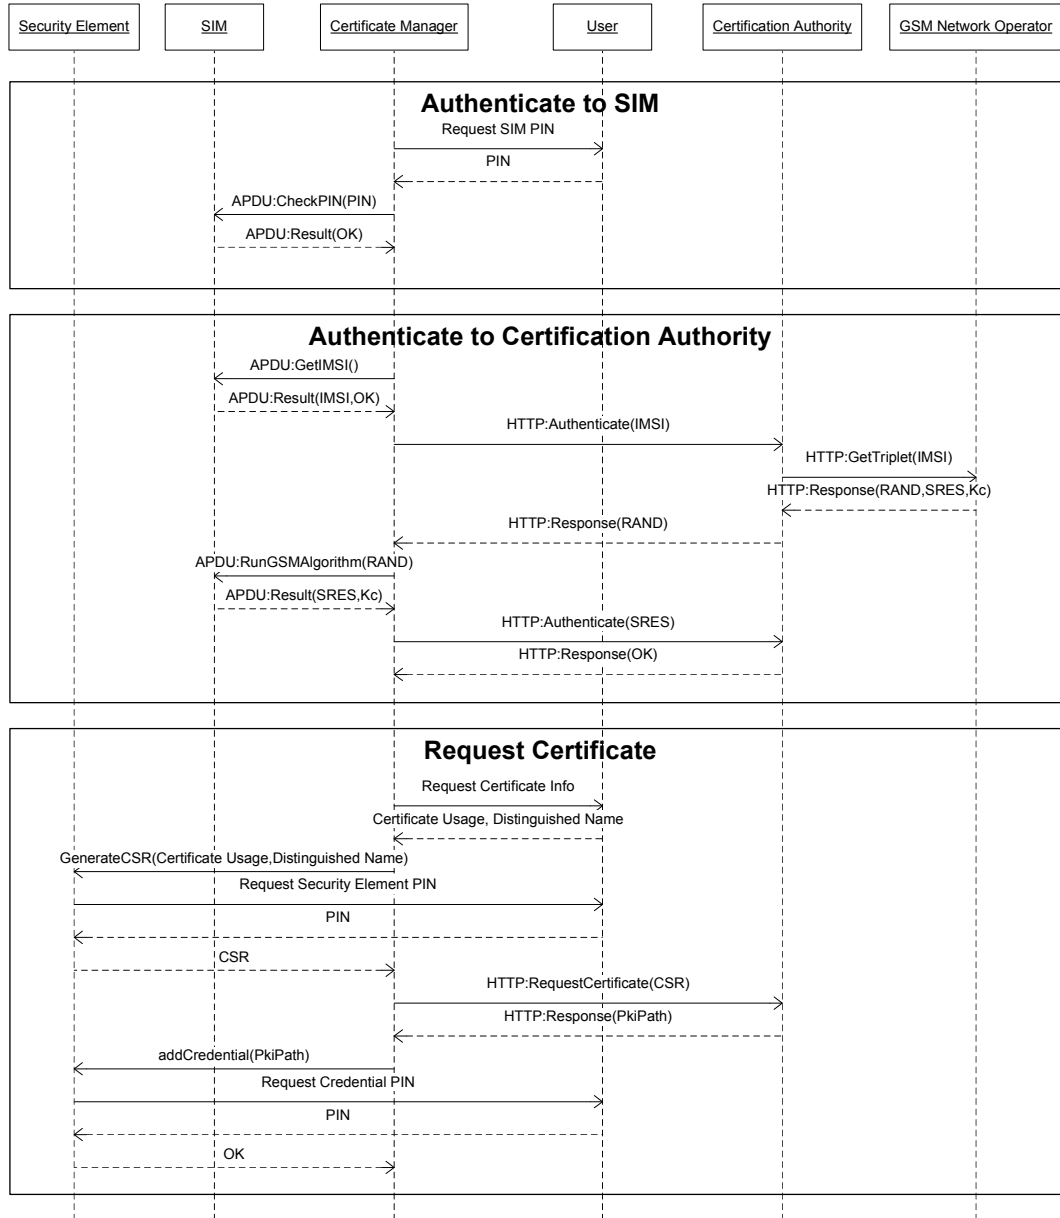 Security Element
SIM
Certificate Manager
User
Certification Authority
GSM Network Operator
Authenticate to SIM
Request SIM PIN
PIN
APDU:CheckPIN(PIN)
APDU:Result(OK)
Authenticate to Certification Authority
APDU:GetIMSI()
APDU:Result(IMSI,OK)
HTTP:Authenticate(IMSI)
HTTP:GetTriplet(IMSI)
HTTP:Response(RAND,SRES,Kc)
HTTP:Response(RAND)
APDU:RunGSMAlgorithm(RAND)
APDU:Result(SRES,Kc)
HTTP:Authenticate(SRES)
HTTP:Response(OK)
Request Certificate
Request Certificate Info
Certificate Usage, Distinguished Name
GenerateCSR(Certificate Usage,Distinguished Name)
Request Security Element PIN
PIN
CSR
HTTP:RequestCertificate(CSR)
HTTP:Response(PkiPath)
addCredential(PkiPath)
Request Credential PIN
PIN
OK